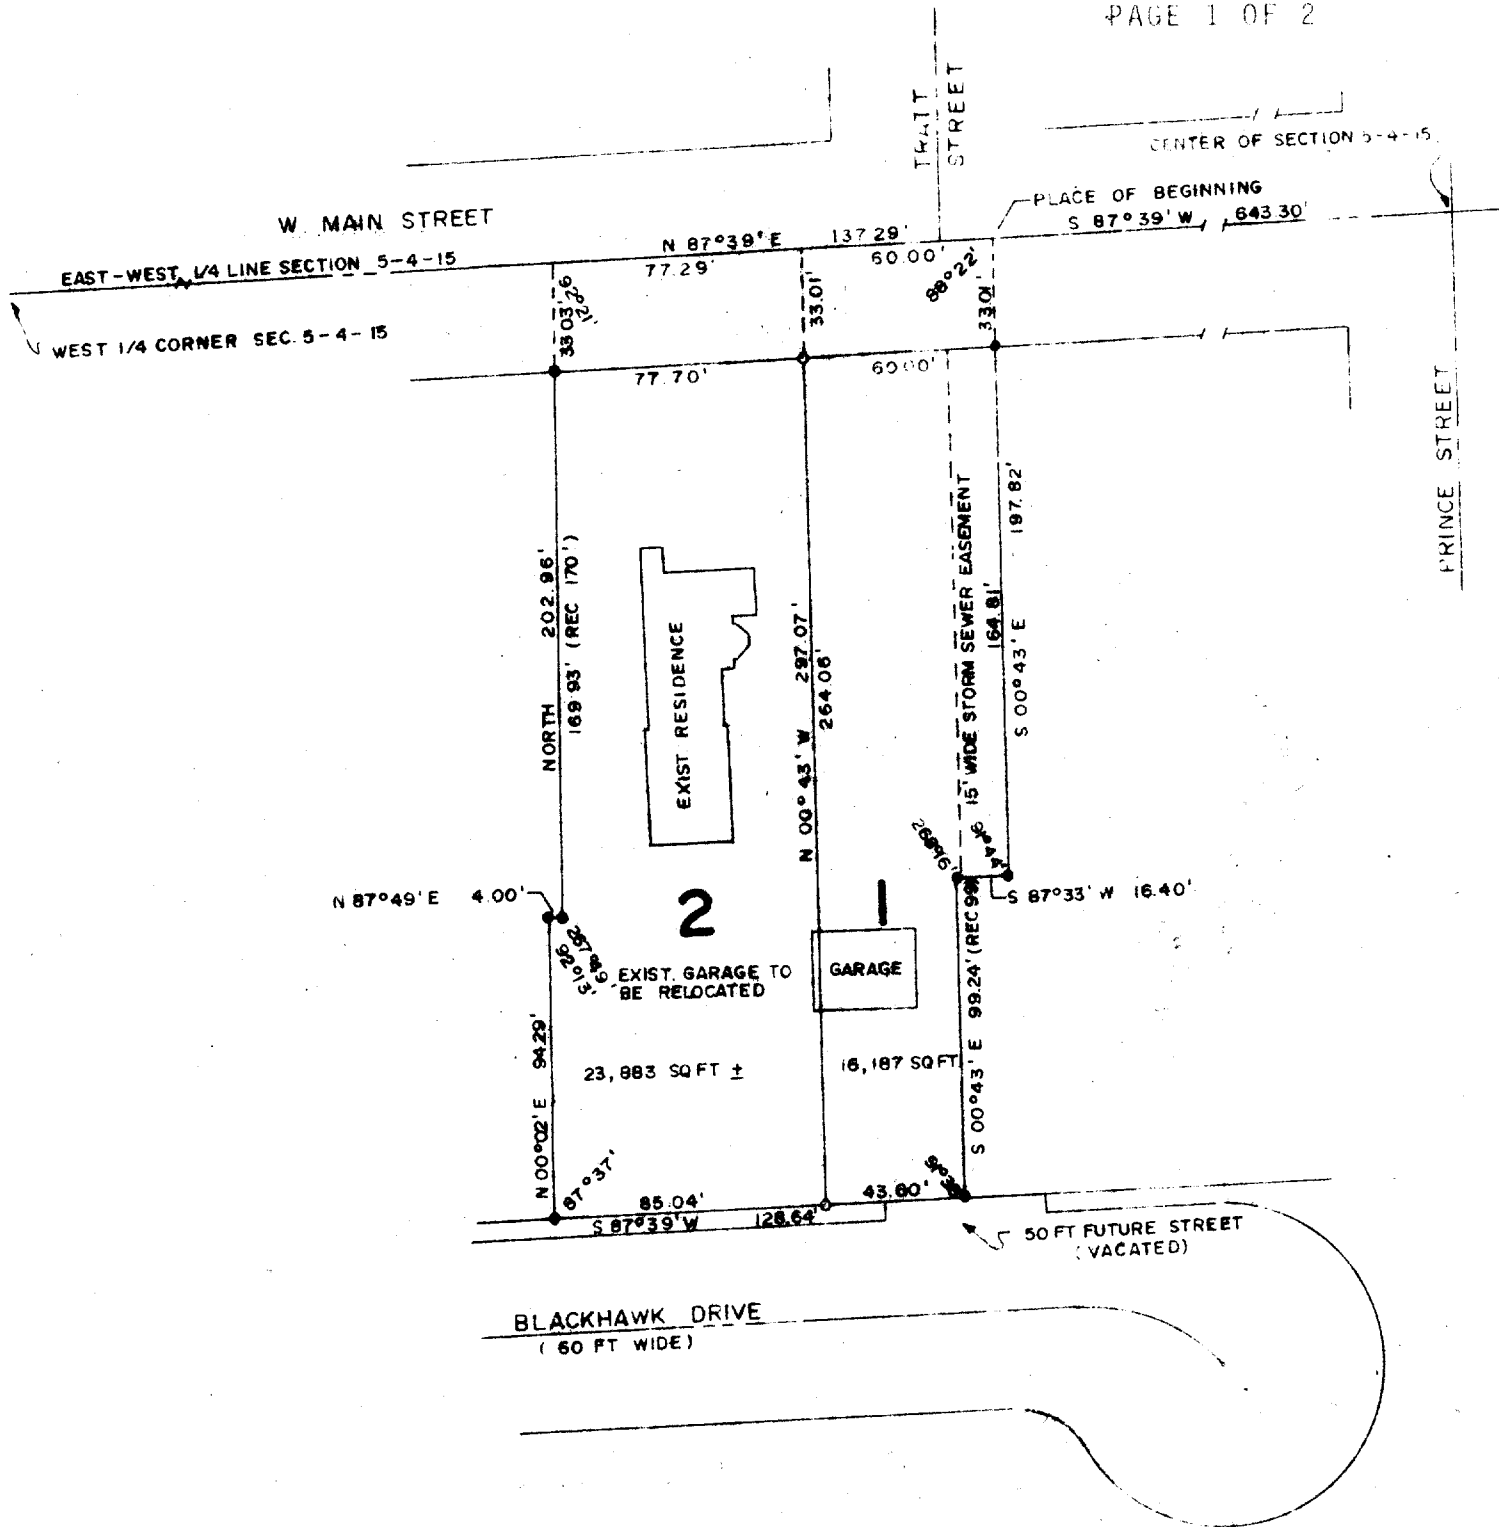 PAGE 1 OF 2
TRATT
STREET
CENTER OF SECTION 5-4-15
PLACE OF BEGINNING
S 87°39' W 643.30'
W. MAIN STREET
N 87°39' E 137.29'
EAST-WEST 1/4 LINE SECTION 5-4-15
77.29'
60.00'
88°22'
33.03'
33.01'
33.01'
WEST 1/4 CORNER SEC. 5-4-15
77.70'
60.00'
PRINCE STREET
NORTH 202.96'
169.93' (REC 170')
EXIST RESIDENCE
N 00°43' W 297.07'
264.06'
15' WIDE STORM SEWER EASEMENT
164.81'
S 00°43' E 197.82'
268°16'
N 87°49' E 4.00'
S 87°33' W 16.40'
2
1
267°49'
EXIST. GARAGE TO
BE RELOCATED
GARAGE
N 00°02' E 94.29'
23,883 SQ FT ±
16,187 SQ FT
S 00°43' E 99.24' (REC 99')
87°37'
85.04'
43.60'
S 87°39' W 128.64'
50 FT FUTURE STREET
(VACATED)
BLACKHAWK DRIVE
(60 FT WIDE)